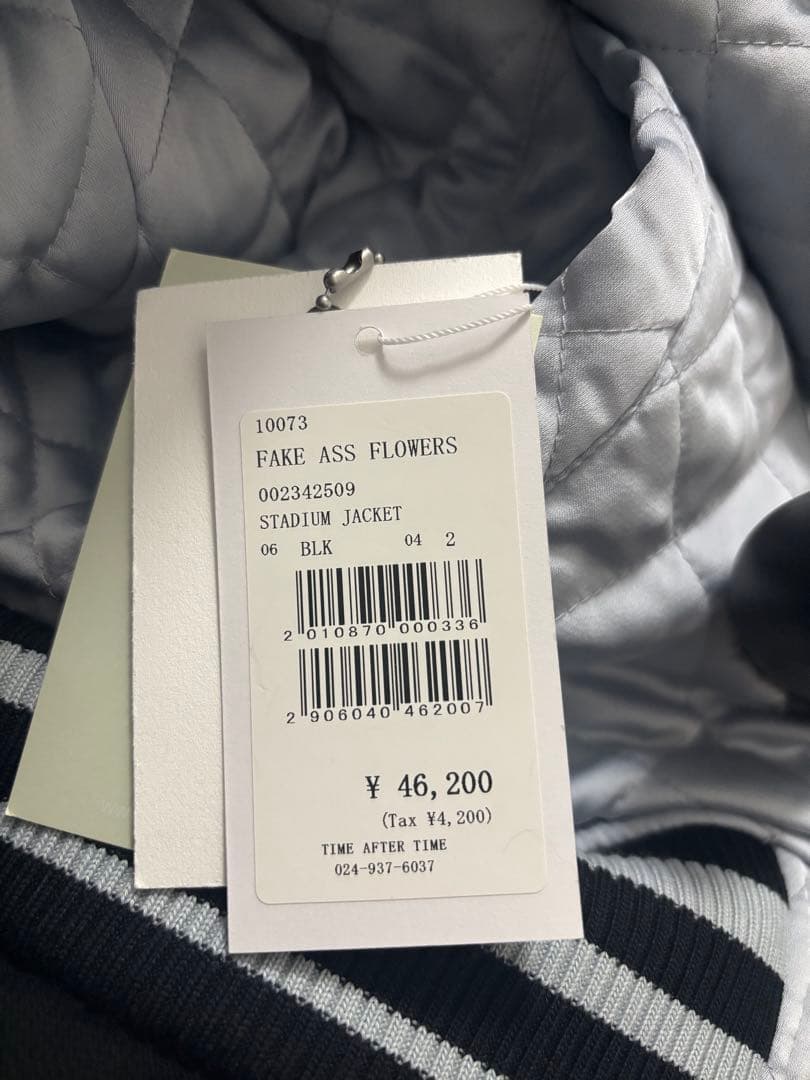 10073
FAKE ASS FLOWERS
002342509
STADIUM JACKET
06 BLK 04 2
2 010870 000336
2 906040 462007
¥ 46,200
(Tax ¥4,200)
TIME AFTER TIME
024-937-6037